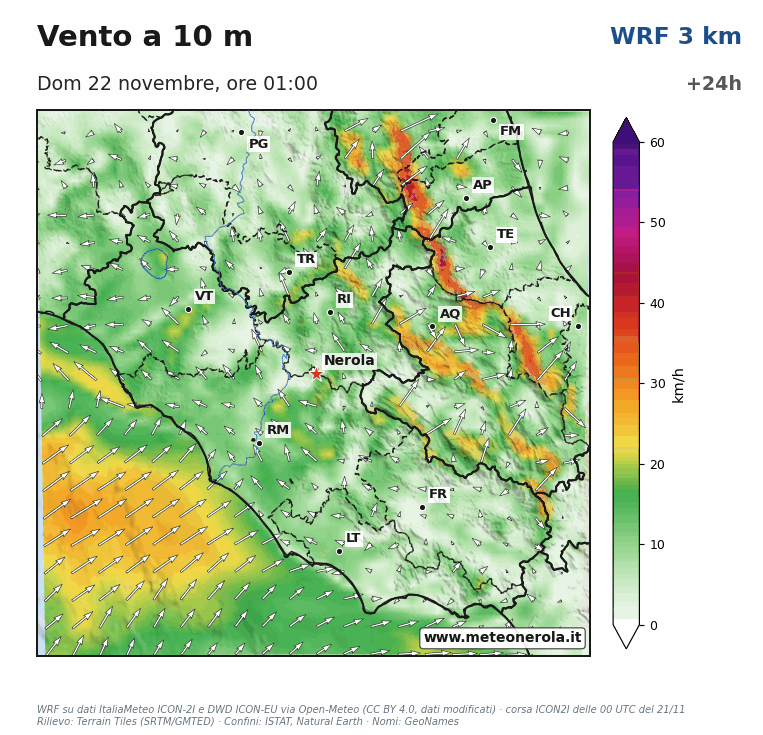 Vento a 10 m
WRF 3 km
Dom 22 novembre, ore 01:00
+24h
PG
FM
AP
TE
TR
VT
RI
AQ
CH
Nerola
RM
FR
LT
www.meteonerola.it
60
50
40
30
20
10
0
km/h
WRF su dati ItaliaMeteo ICON-2I e DWD ICON-EU via Open-Meteo (CC BY 4.0, dati modificati) · corsa ICON2I delle 00 UTC del 21/11
Rilievo: Terrain Tiles (SRTM/GMTED) · Confini: ISTAT, Natural Earth · Nomi: GeoNames